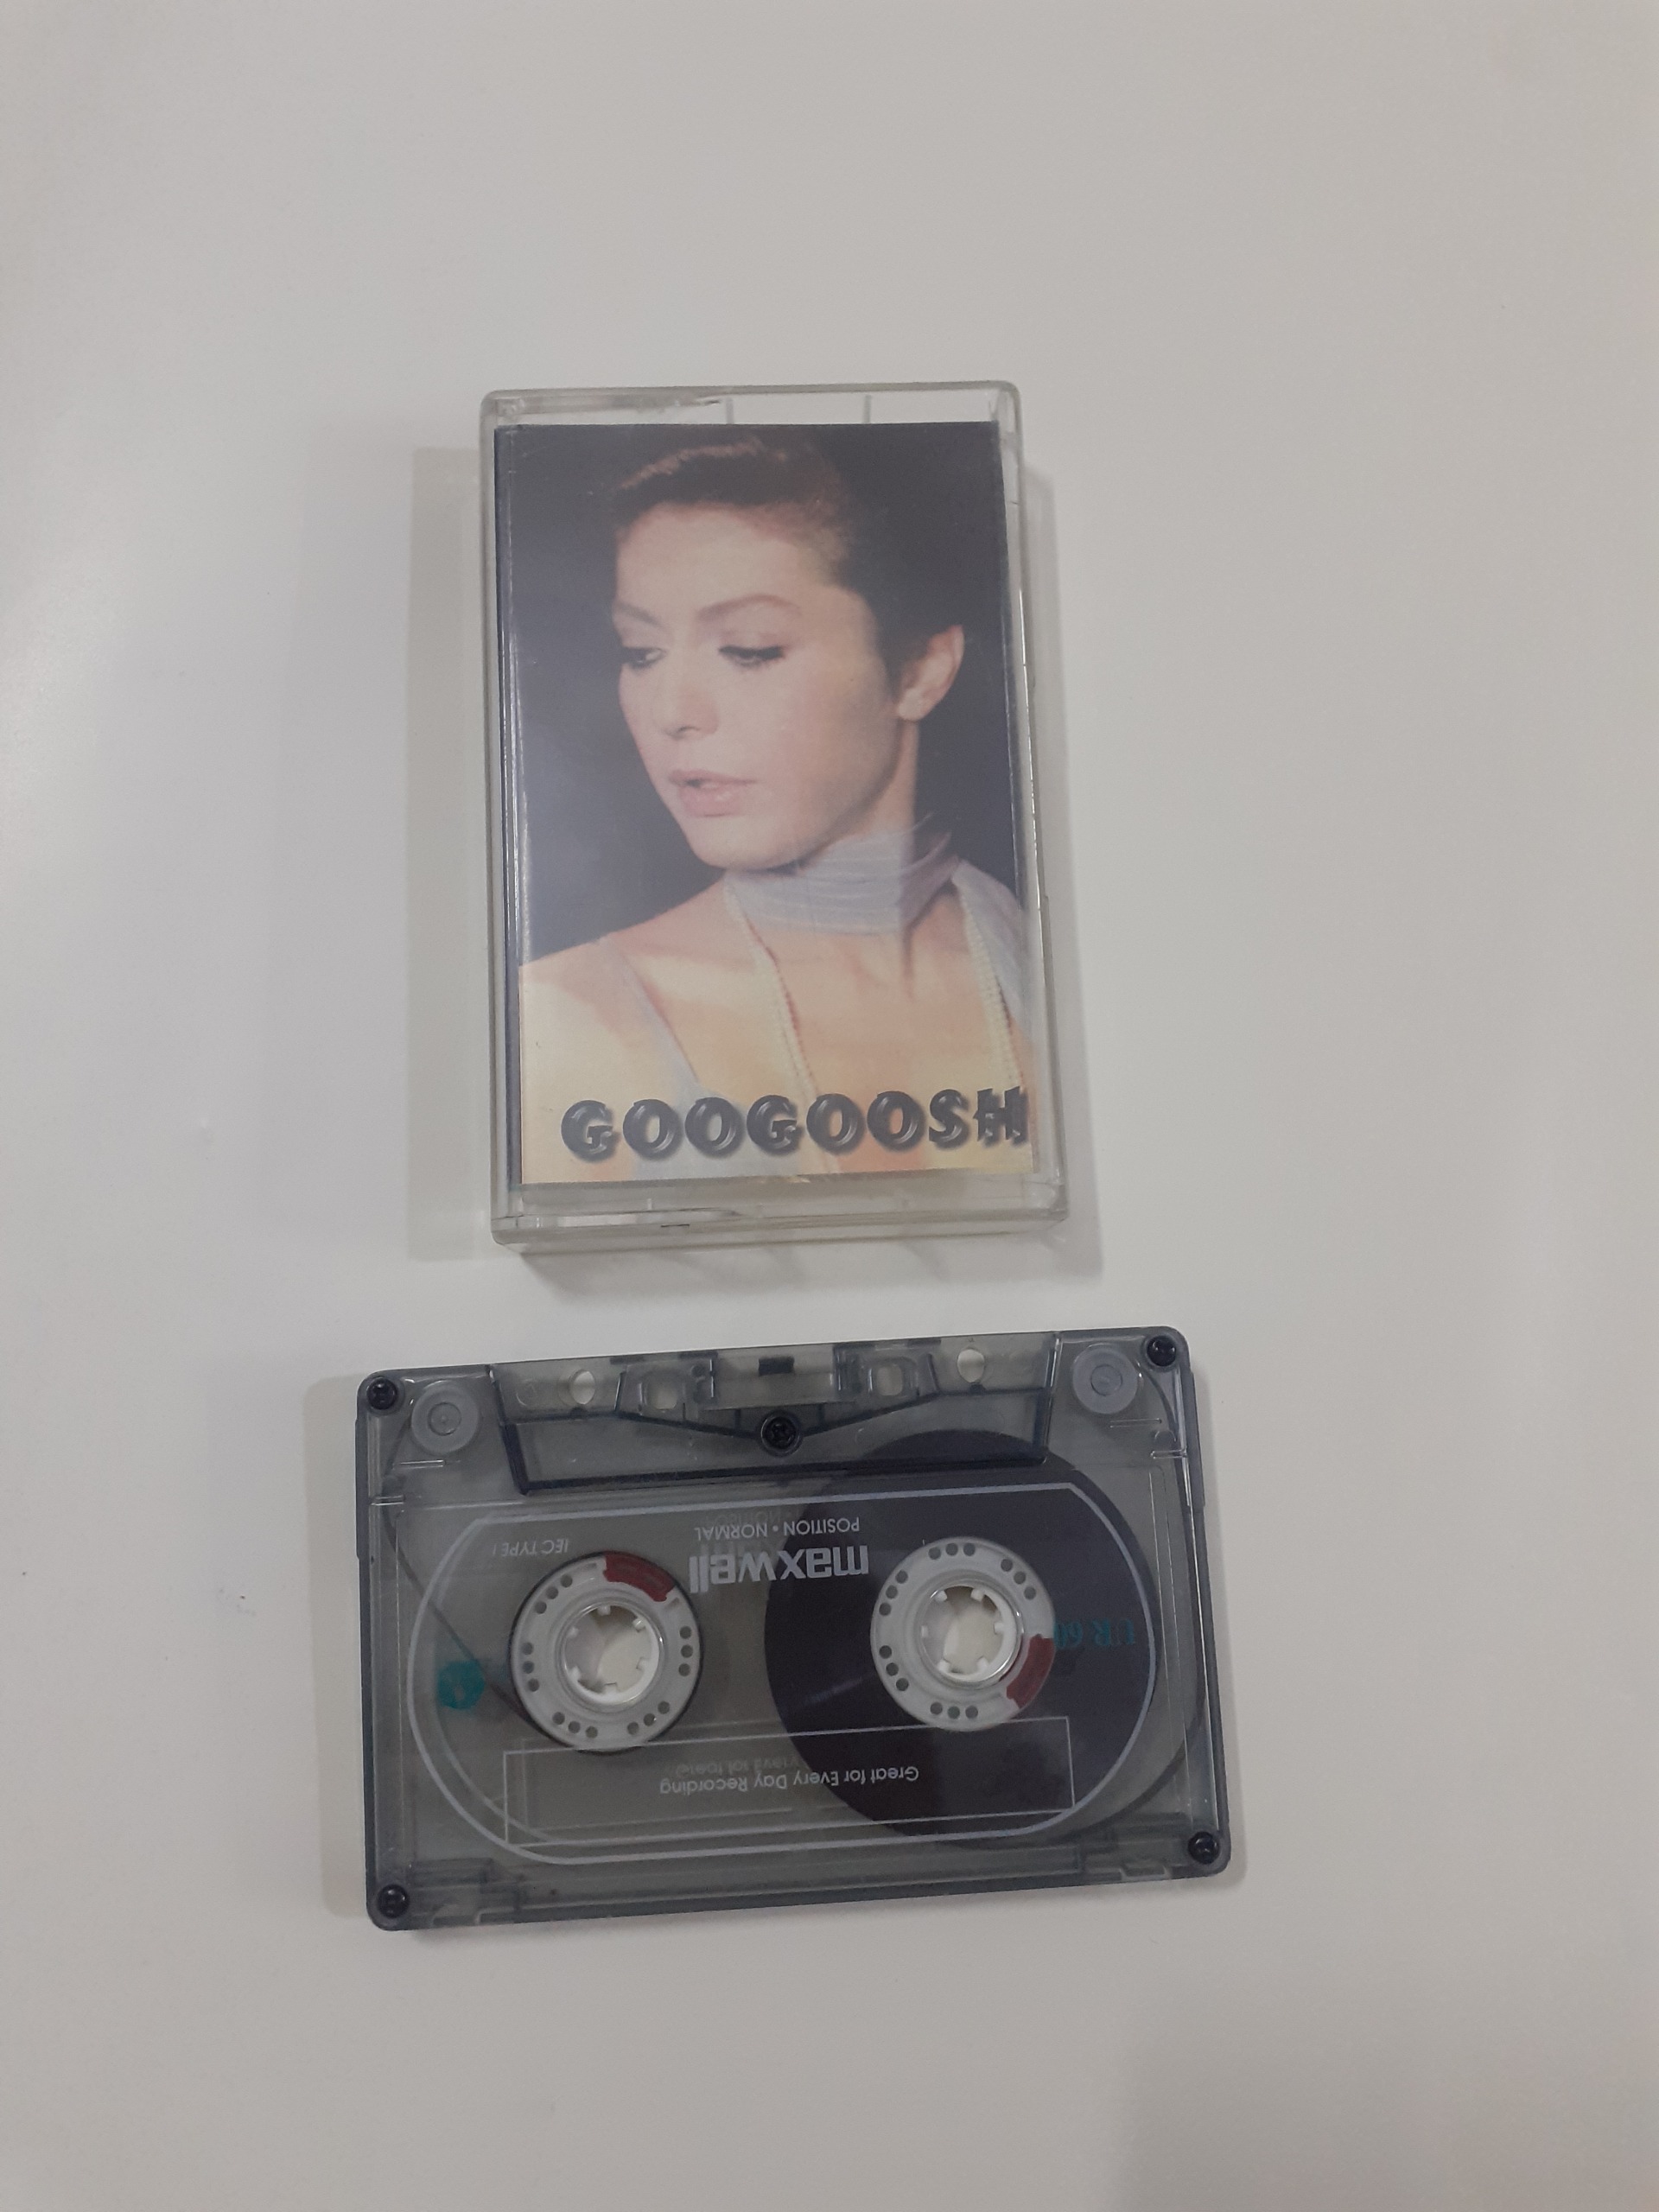 GOOGOOSH
Great for Every Day Recording
A
UR 60
maxwell
IEC TYPE I
POSITION • NORMAL